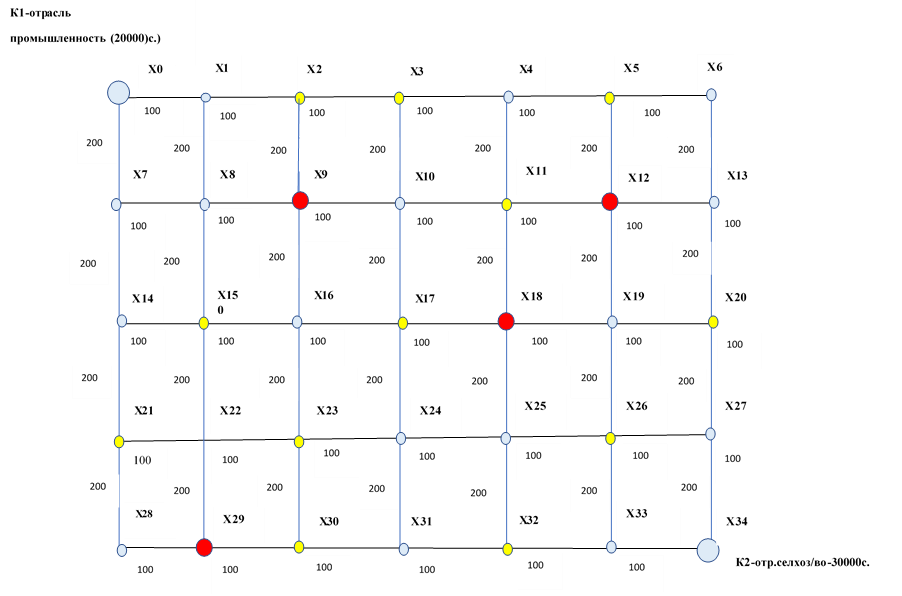 К1-отрасль
промышленность (20000)с.)
X0 X1 X2 X3 X4 X5 X6
100 100 100 100 100 100
200 200 200 200 200 200 200
X7 X8 X9 X10 X11 X12 X13
100 100 100 100 100 100 100
200 200 200 200 200 200 200
X14 X15 X16 X17 X18 X19 X20
0
100 100 100 100 100 100 100
200 200 200 200 200 200 200
X21 X22 X23 X24 X25 X26 X27
100 100 100 100 100 100 100
200 200 200 200 200 200 200
X28 X29 X30 X31 X32 X33 X34
К2-отр.селхоз/во-30000с.
100 100 100 100 100 100